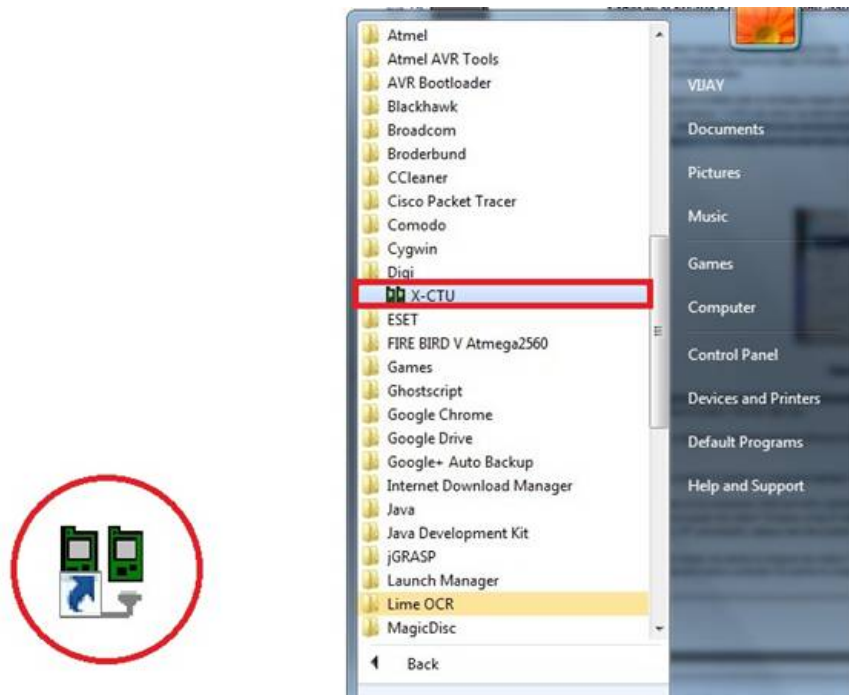 Atmel
Atmel AVR Tools
AVR Bootloader
Blackhawk
Broadcom
Broderbund
CCleaner
Cisco Packet Tracer
Comodo
Cygwin
Digi
X-CTU
ESET
FIRE BIRD V Atmega2560
Games
Ghostscript
Google Chrome
Google Drive
Google+ Auto Backup
Internet Download Manager
Java
Java Development Kit
jGRASP
Launch Manager
Lime OCR
MagicDisc
Back
VIJAY
Documents
Pictures
Music
Games
Computer
Control Panel
Devices and Printers
Default Programs
Help and Support